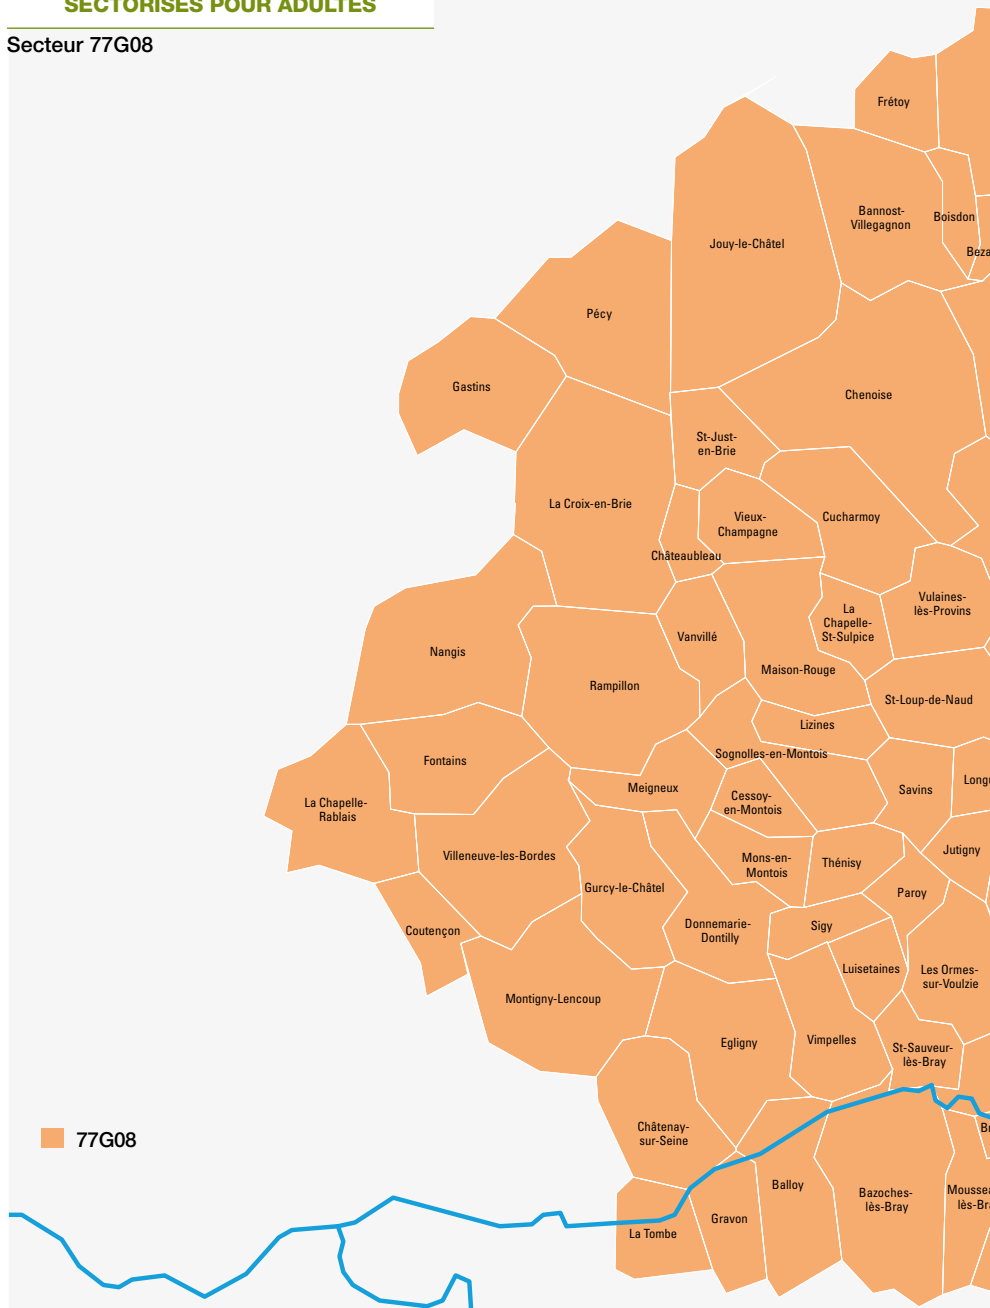 SECTORISÉS POUR ADULTES
Secteur 77G08
Frétoy
Bannost-
Villegagnon
Boisdon
Beza
Jouy-le-Châtel
Pécy
Gastins
Chenoise
St-Just-
en-Brie
La Croix-en-Brie
Vieux-
Champagne
Cucharmoy
Châteaubleau
Vulaines-
lès-Provins
La
Chapelle-
St-Sulpice
Vanvillé
Nangis
Maison-Rouge
Rampillon
St-Loup-de-Naud
Lizines
Sognolles-en-Montois
Fontains
Meigneux
Savins
Long
Cessoy-
en-Montois
La Chapelle-
Rablais
Villeneuve-les-Bordes
Mons-en-
Montois
Thénisy
Jutigny
Gurcy-le-Châtel
Paroy
Coutençon
Donnemarie-
Dontilly
Sigy
Luisetaines
Les Ormes-
sur-Voulzie
Montigny-Lencoup
Egligny
Vimpelles
St-Sauveur-
lès-Bray
77G08
Châtenay-
sur-Seine
B
Balloy
Bazoches-
lès-Bray
Mousse
lès-Bra
Gravon
La Tombe